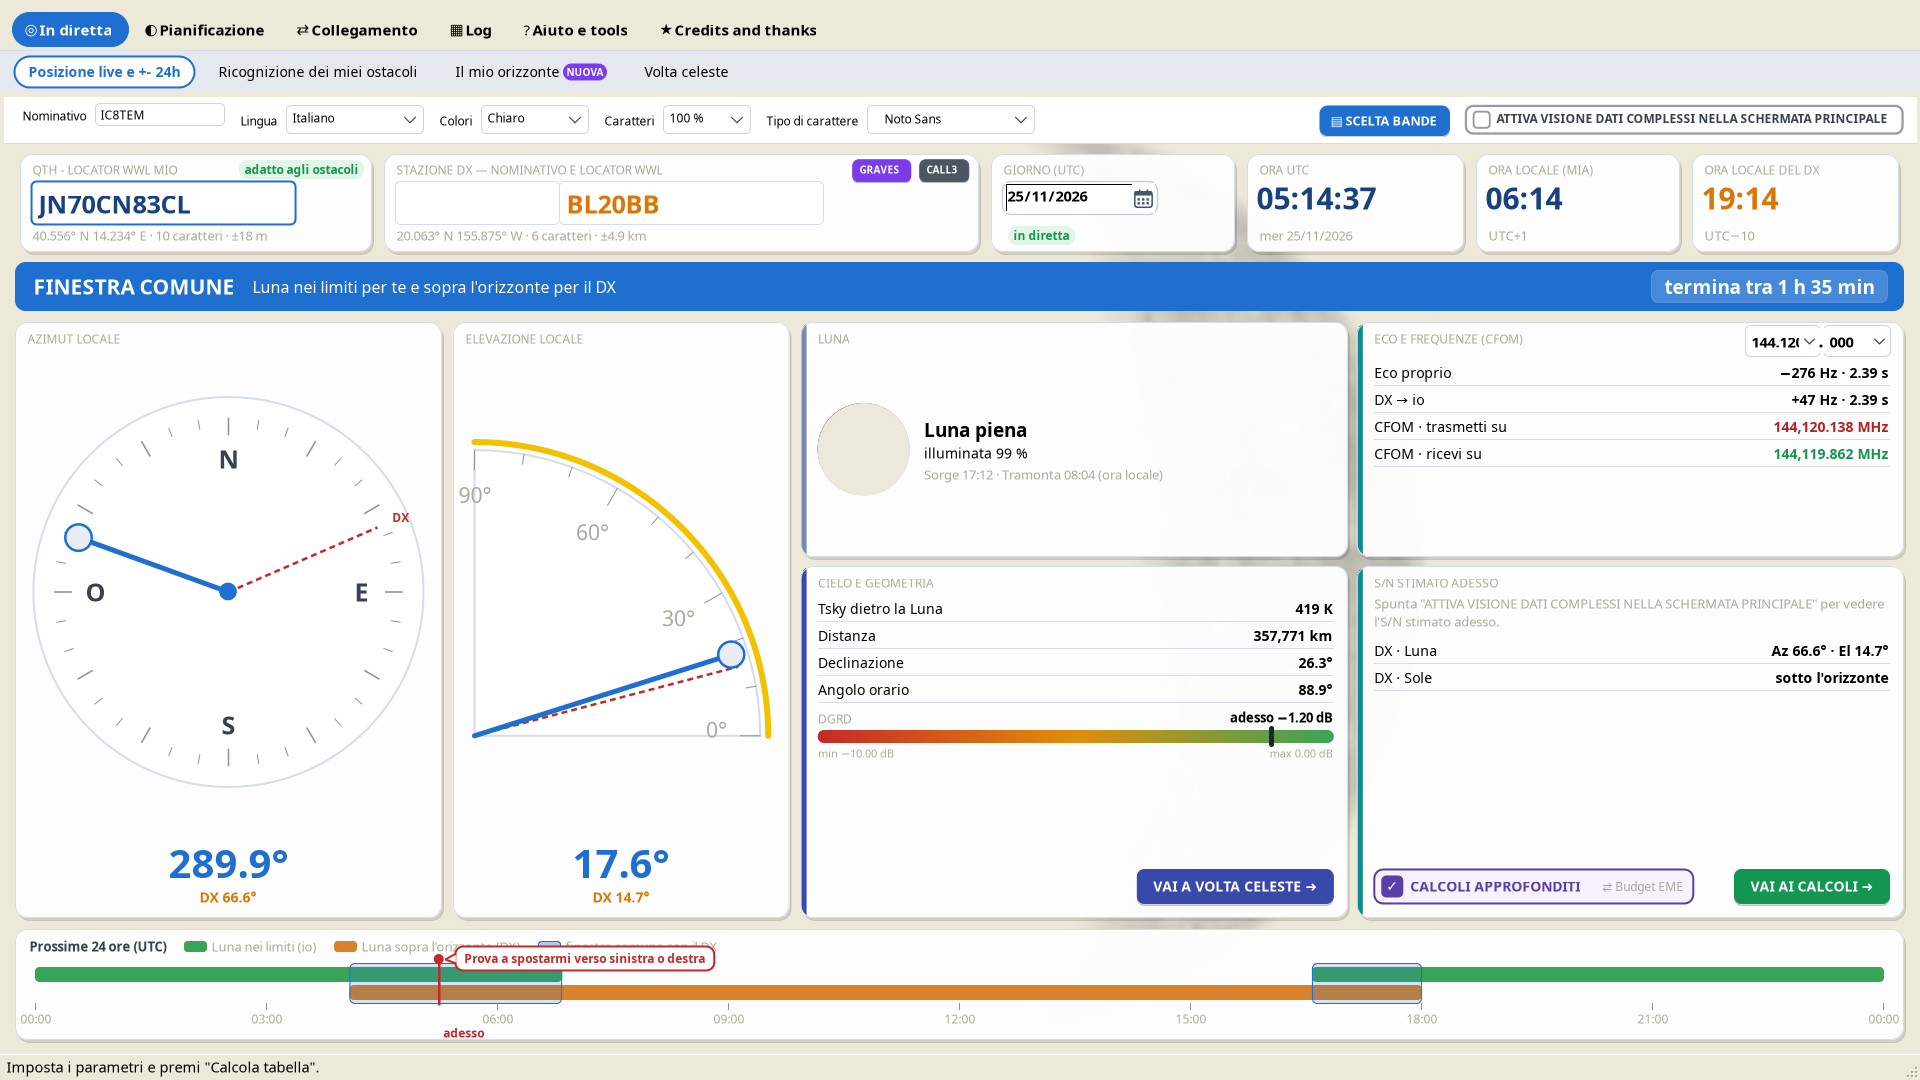 In diretta Pianificazione Collegamento Log ? Aiuto e tools Credits and thanks
Posizione live e +- 24h Ricognizione dei miei ostacoli Il mio orizzonte NUOVA Volta celeste
Nominativo IC8TEM Lingua Italiano Colori Chiaro Caratteri 100 % Tipo di carattere Noto Sans SCELTA BANDE ATTIVA VISIONE DATI COMPLESSI NELLA SCHERMATA PRINCIPALE
QTH - LOCATOR WWL MIO adatto agli ostacoli
JN70CN83CL
40.556° N 14.234° E · 10 caratteri · ±18 m
STAZIONE DX — NOMINATIVO E LOCATOR WWL GRAVES CALL3
BL20BB
20.063° N 155.875° W · 6 caratteri · ±4.9 km
GIORNO (UTC)
25/11/2026
in diretta
ORA UTC
05:14:37
mer 25/11/2026
ORA LOCALE (MIA)
06:14
UTC+1
ORA LOCALE DEL DX
19:14
UTC−10
FINESTRA COMUNE Luna nei limiti per te e sopra l'orizzonte per il DX termina tra 1 h 35 min
AZIMUT LOCALE
N
DX
O E
S
289.9°
DX 66.6°
ELEVAZIONE LOCALE
90°
60°
30°
0°
17.6°
DX 14.7°
LUNA
Luna piena
illuminata 99 %
Sorge 17:12 · Tramonta 08:04 (ora locale)
ECO E FREQUENZE (CFOM) 144.120 . 000
Eco proprio −276 Hz · 2.39 s
DX → io +47 Hz · 2.39 s
CFOM · trasmetti su 144,120.138 MHz
CFOM · ricevi su 144,119.862 MHz
CIELO E GEOMETRIA
Tsky dietro la Luna 419 K
Distanza 357,771 km
Declinazione 26.3°
Angolo orario 88.9°
DGRD adesso −1.20 dB
min −10.00 dB max 0.00 dB
VAI A VOLTA CELESTE →
S/N STIMATO ADESSO
Spunta "ATTIVA VISIONE DATI COMPLESSI NELLA SCHERMATA PRINCIPALE" per vedere
l'S/N stimato adesso.
DX · Luna Az 66.6° · El 14.7°
DX · Sole sotto l'orizzonte
✓ CALCOLI APPROFONDITI ⇄ Budget EME VAI AI CALCOLI →
Prossime 24 ore (UTC) Luna nei limiti (io) Luna sopra l'orizzonte (DX) finestra comune con il DX
Prova a spostarmi verso sinistra o destra
00:00 03:00 06:00 09:00 12:00 15:00 18:00 21:00 00:00
adesso
Imposta i parametri e premi "Calcola tabella".